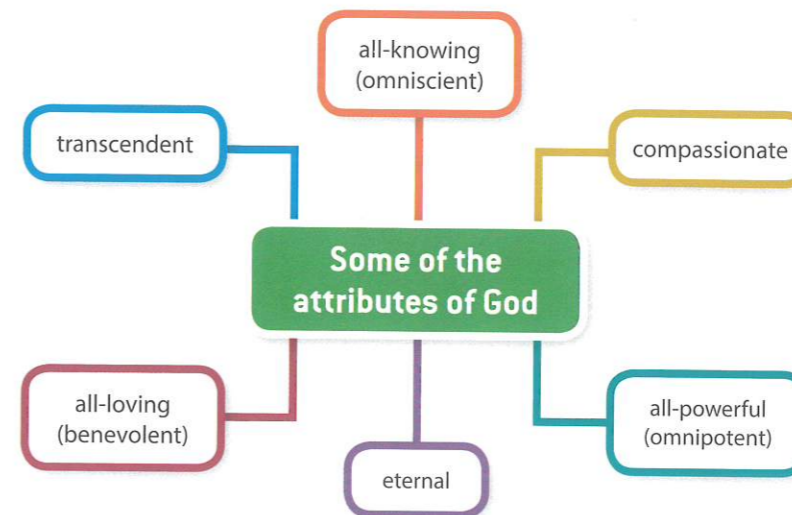 all-knowing
(omniscient)
transcendent
compassionate
Some of the
attributes of God
all-loving
(benevolent)
all-powerful
(omnipotent)
eternal